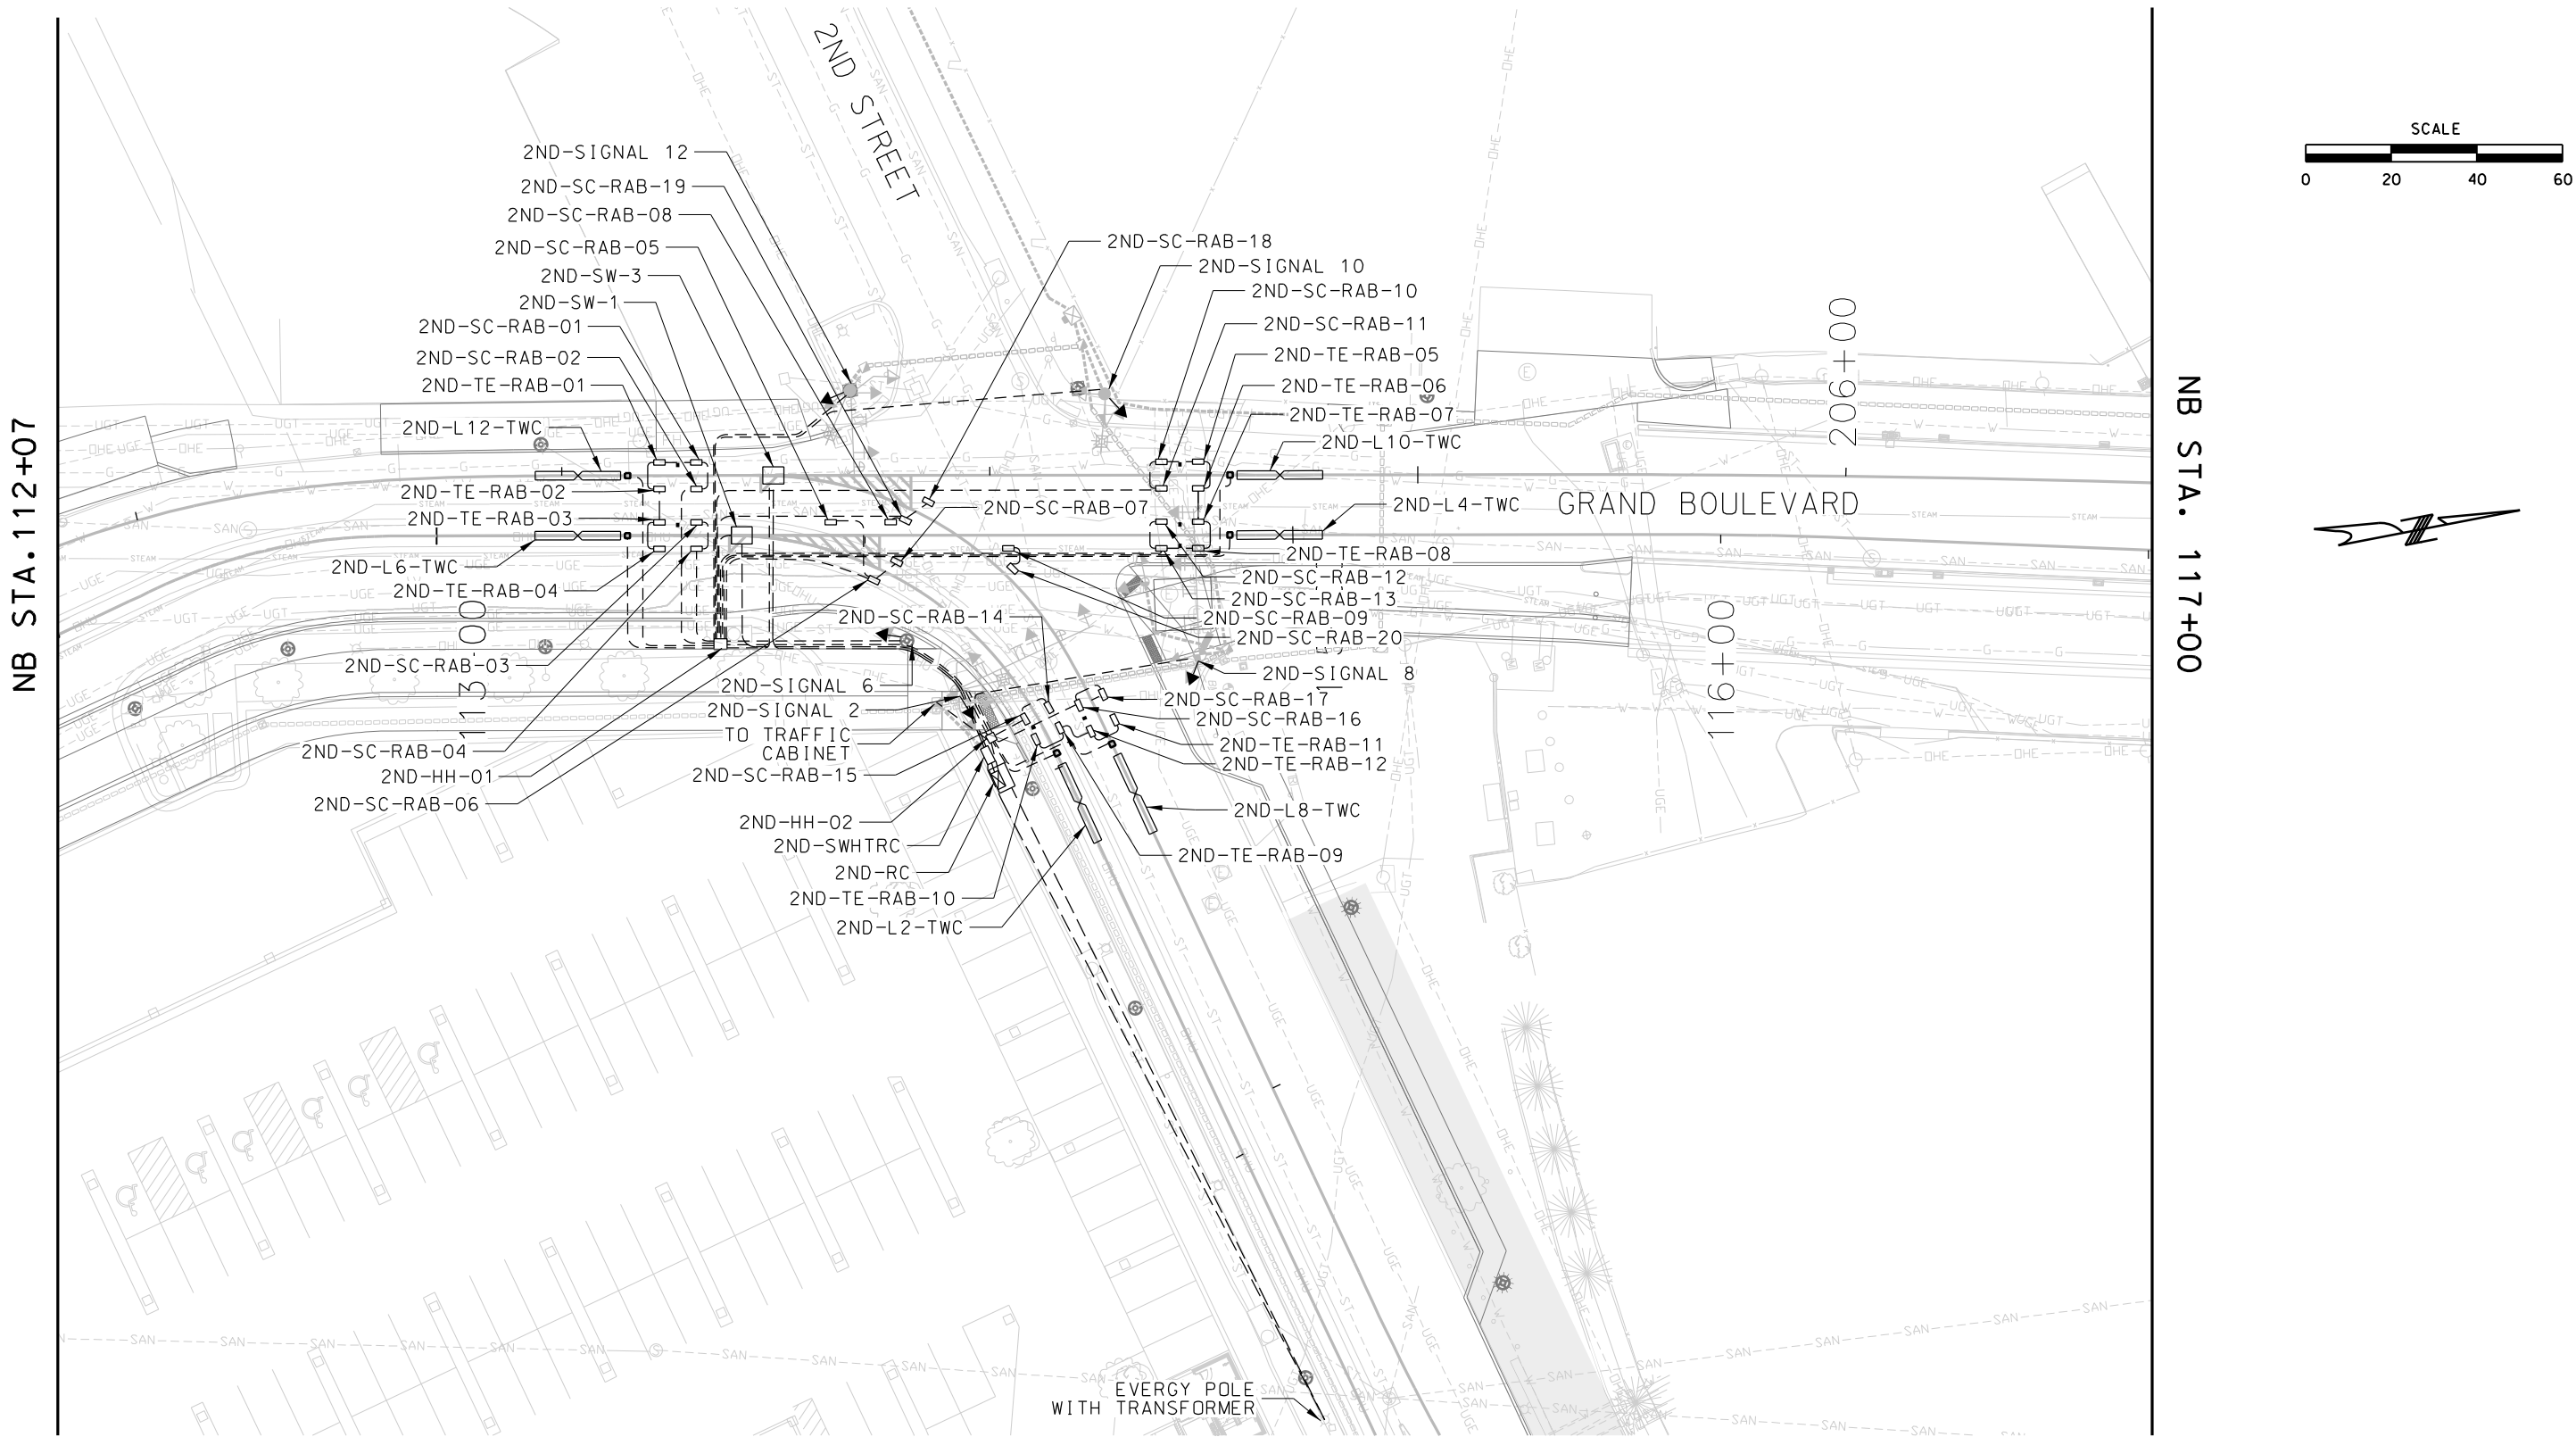 2ND STREET
SCALE
0 20 40 60
2ND-SIGNAL 12
2ND-SC-RAB-19
2ND-SC-RAB-08
2ND-SC-RAB-05
2ND-SW-3
2ND-SW-1
2ND-SC-RAB-01
2ND-SC-RAB-02
2ND-TE-RAB-01
2ND-L12-TWC
2ND-TE-RAB-02
2ND-TE-RAB-03
2ND-L6-TWC
2ND-TE-RAB-04
2ND-SC-RAB-03
2ND-SC-RAB-04
2ND-HH-01
2ND-SC-RAB-06
2ND-SC-RAB-18
2ND-SIGNAL 10
2ND-SC-RAB-10
2ND-SC-RAB-11
2ND-TE-RAB-05
2ND-TE-RAB-06
2ND-TE-RAB-07
2ND-L10-TWC
2ND-L4-TWC
2ND-SC-RAB-07
2ND-TE-RAB-08
2ND-SC-RAB-12
2ND-SC-RAB-13
2ND-SC-RAB-09
2ND-SC-RAB-20
2ND-SC-RAB-14
2ND-SIGNAL 8
2ND-SIGNAL 6
2ND-SIGNAL 2
TO TRAFFIC
CABINET
2ND-SC-RAB-15
2ND-SC-RAB-17
2ND-SC-RAB-16
2ND-TE-RAB-11
2ND-TE-RAB-12
2ND-L8-TWC
2ND-HH-02
2ND-SWHTRC
2ND-RC
2ND-TE-RAB-10
2ND-L2-TWC
2ND-TE-RAB-09
GRAND BOULEVARD
206+00
116+00
113+00
NB STA.112+07
NB STA. 117+00
EVERGY POLE
WITH TRANSFORMER